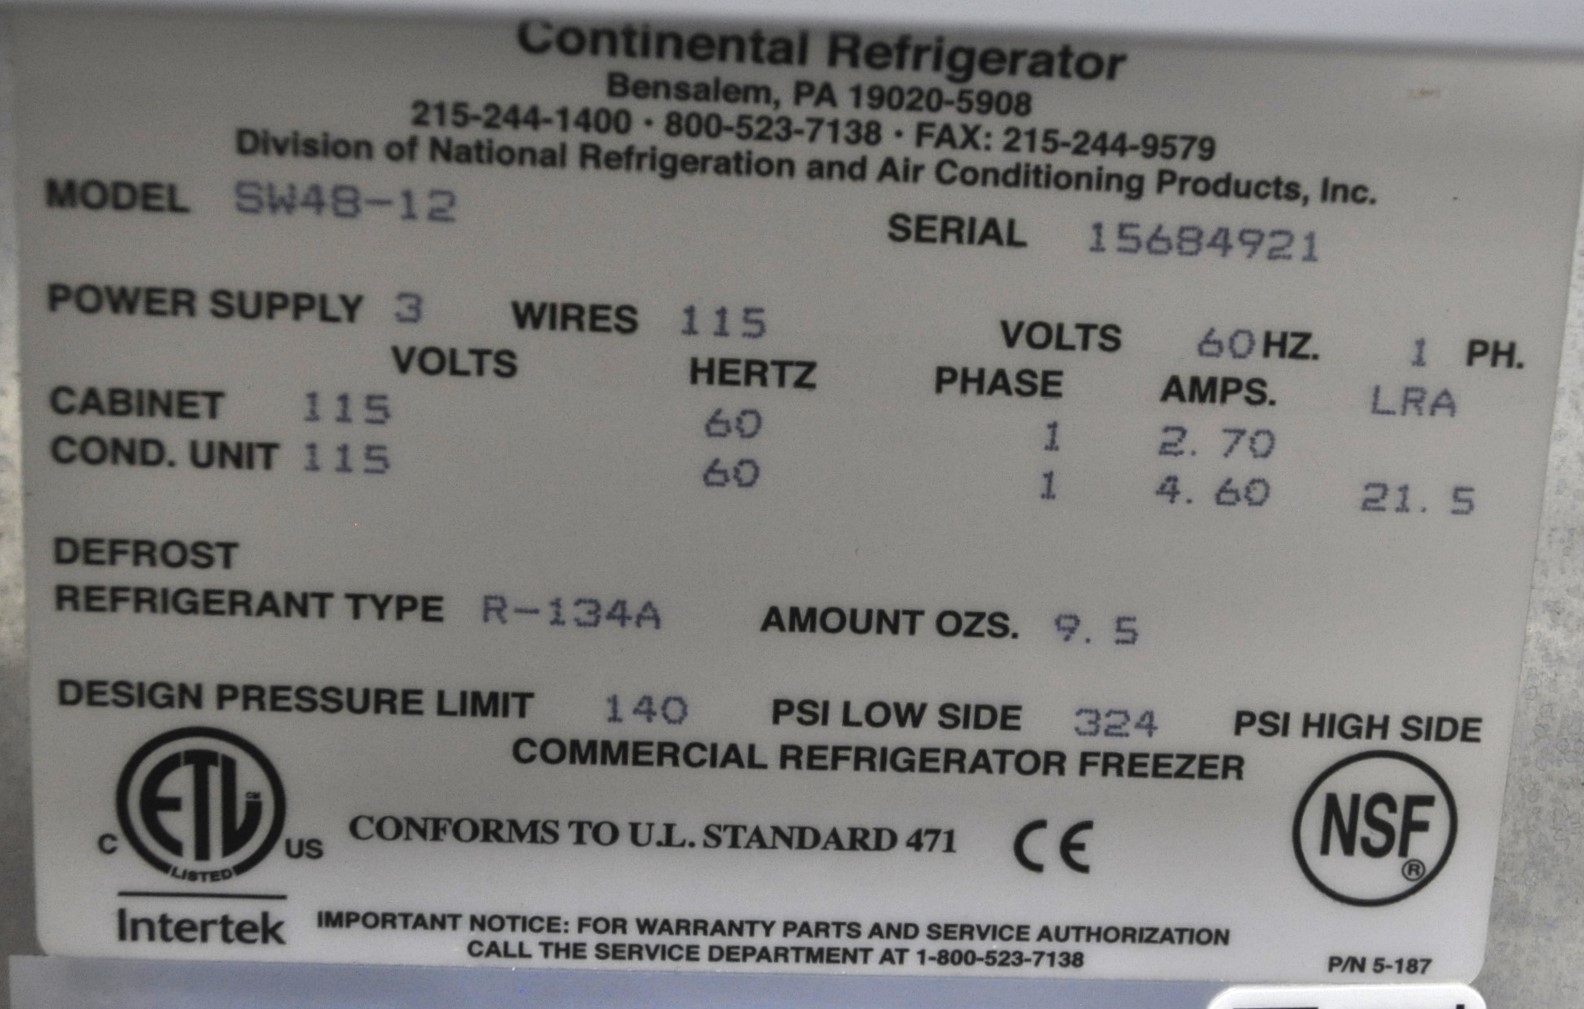 Continental Refrigerator
Bensalem, PA 19020-5908
215-244-1400 · 800-523-7138 · FAX: 215-244-9579
Division of National Refrigeration and Air Conditioning Products, Inc.
MODEL SW48-12 SERIAL 15684921
POWER SUPPLY 3 WIRES 115 VOLTS 60 HZ. 1 PH.
VOLTS HERTZ PHASE AMPS. LRA
CABINET 115 60 1 2.70
COND. UNIT 115 60 1 4.60 21.5
DEFROST
REFRIGERANT TYPE R-134A AMOUNT OZS. 9.5
DESIGN PRESSURE LIMIT 140 PSI LOW SIDE 324 PSI HIGH SIDE
COMMERCIAL REFRIGERATOR FREEZER
C ETL CM US LISTED
Intertek
CONFORMS TO U.L. STANDARD 471 CE
NSF ®
IMPORTANT NOTICE: FOR WARRANTY PARTS AND SERVICE AUTHORIZATION
CALL THE SERVICE DEPARTMENT AT 1-800-523-7138
P/N 5-187